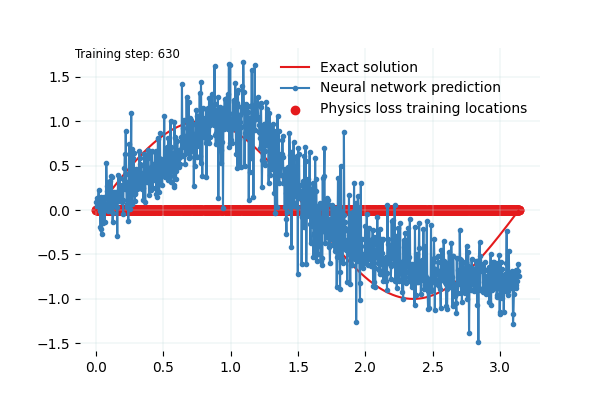 Training step: 630
Exact solution
Neural network prediction
Physics loss training locations
1.5
1.0
0.5
0.0
−0.5
−1.0
−1.5
0.0 0.5 1.0 1.5 2.0 2.5 3.0